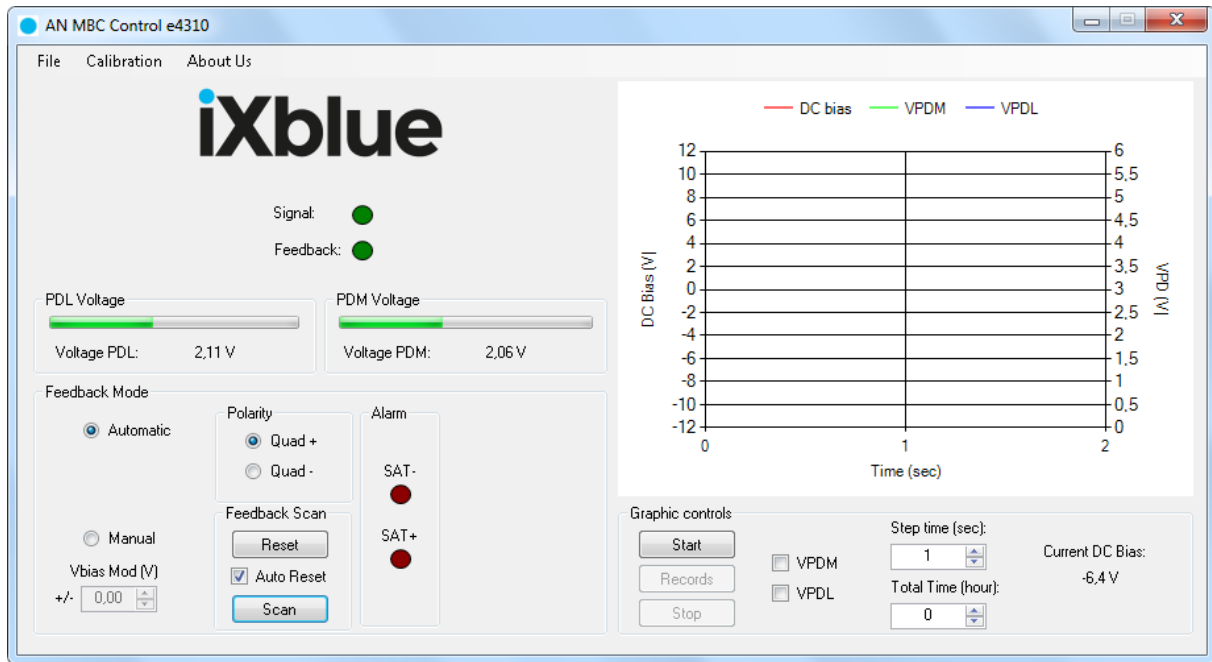 AN MBC Control e4310
File Calibration About Us
iXblue
Signal:
Feedback:
PDL Voltage
Voltage PDL: 2,11 V
PDM Voltage
Voltage PDM: 2,06 V
Feedback Mode
Automatic
Manual
Vbias Mod (V)
+/- 0,00
Polarity
Quad +
Quad -
Feedback Scan
Reset
Auto Reset
Scan
Alarm
SAT-
SAT+
DC bias VPDM VPDL
DC Bias (V)
12
10
8
6
4
2
0
-2
-4
-6
-8
-10
-12
6
5,5
5
4,5
4
3,5
3
2,5
2
1,5
1
0,5
0
VPD (V)
0 1 2
Time (sec)
Graphic controls
Start
Records
Stop
VPDM
VPDL
Step time (sec):
1
Total Time (hour):
0
Current DC Bias:
-6,4 V